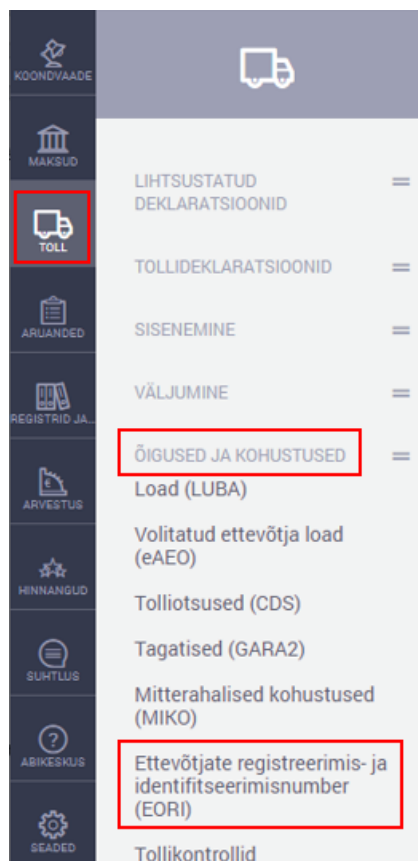 KOONDVAADE
MAKSUD
TOLL
ARUANDED
REGISTRID JA...
ARVESTUS
HINNANGUD
SUHTLUS
ABIKESKUS
SEADED
LIHTSUSTATUD
DEKLARATSIOONID
TOLLIDEKLARATSIOONID
SISENEMINE
VÄLJUMINE
ÕIGUSED JA KOHUSTUSED
Load (LUBA)
Volitatud ettevõtja load
(eAEO)
Tolliotsused (CDS)
Tagatised (GARA2)
Mitterahalised kohustused
(MIKO)
Ettevõtjate registreerimis- ja
identifitseerimisnumber
(EORI)
Tollikontrollid